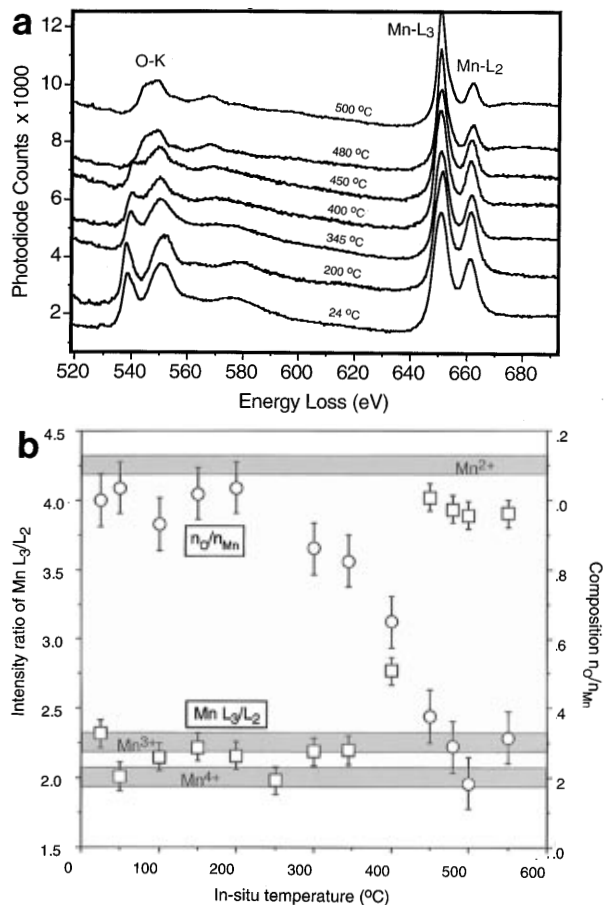 a
12
10
8
6
4
2
Photodiode Counts x 1000
O-K
Mn-L3
Mn-L2
500 °C
480 °C
450 °C
400 °C
345 °C
200 °C
24 °C
520 540 560 580 600 620 640 660 680
Energy Loss (eV)
b
4.5
4.0
3.5
3.0
2.5
2.0
1.5
Intensity ratio of Mn L3/L2
Mn2+
nO/nMn
Mn L3/L2
Mn3+
Mn4+
.2
.0
.8
.6
.4
.2
.0
Composition nO/nMn
0 100 200 300 400 500 600
In-situ temperature (°C)